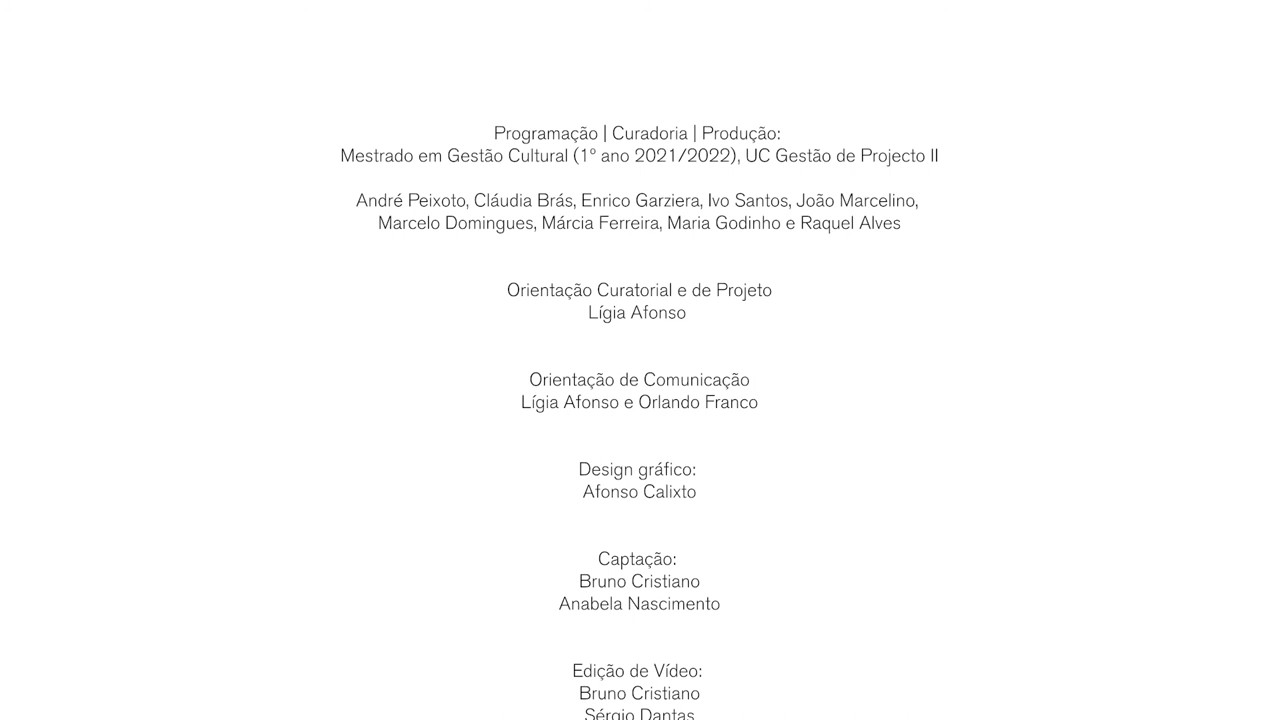 Programação | Curadoria | Produção:
Mestrado em Gestão Cultural (1º ano 2021/2022), UC Gestão de Projecto II
André Peixoto, Cláudia Brás, Enrico Garziera, Ivo Santos, João Marcelino,
Marcelo Domingues, Márcia Ferreira, Maria Godinho e Raquel Alves
Orientação Curatorial e de Projeto
Lígia Afonso
Orientação de Comunicação
Lígia Afonso e Orlando Franco
Design gráfico:
Afonso Calixto
Captação:
Bruno Cristiano
Anabela Nascimento
Edição de Vídeo:
Bruno Cristiano
Sérgio Dantas